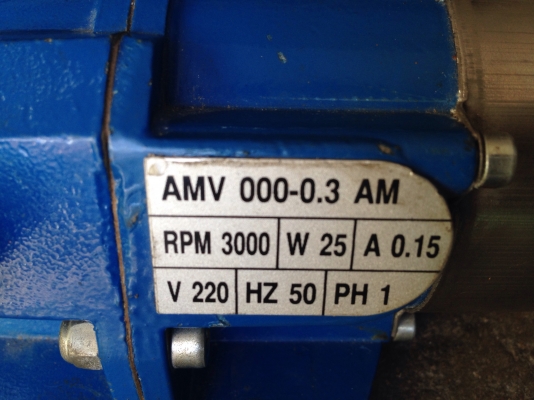 AMV 000-0.3 AM
RPM 3000 W 25 A 0.15
V 220 HZ 50 PH 1